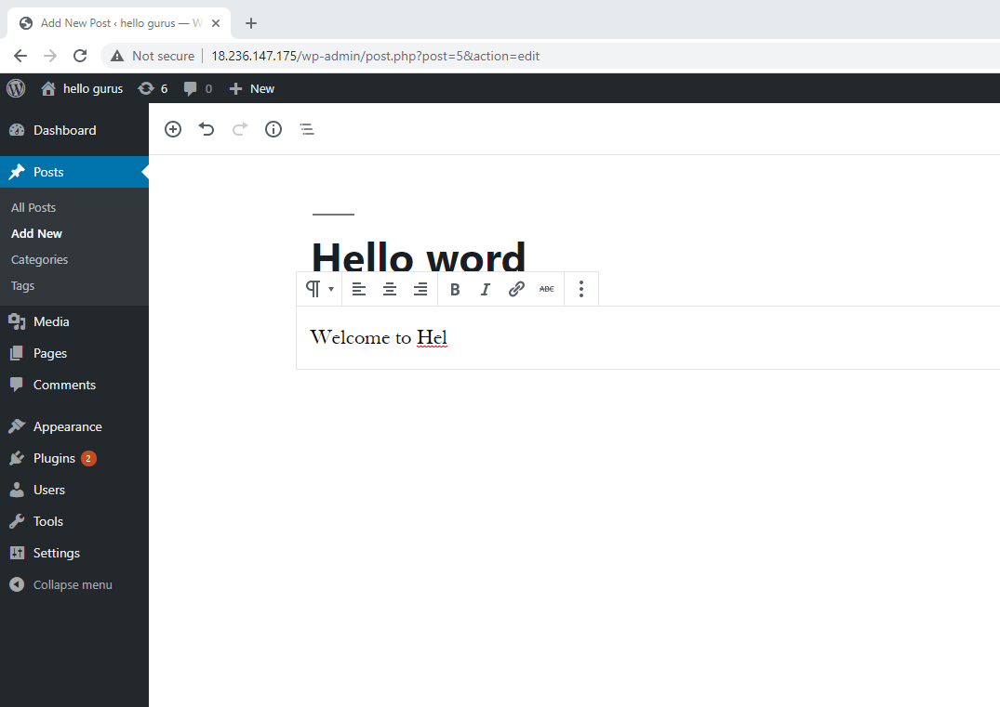 Add New Post ‹ hello gurus — W
Not secure
18.236.147.175/wp-admin/post.php?post=5&action=edit
hello gurus 6 0 New
Dashboard
Posts
All Posts
Add New
Categories
Tags
Media
Pages
Comments
Appearance
Plugins 2
Users
Tools
Settings
Collapse menu
Hello word
B I ABC
Welcome to Hel